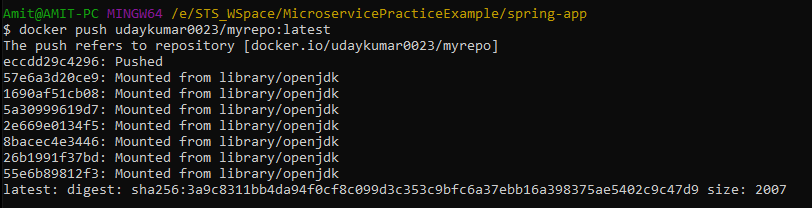 Amit@AMIT-PC MINGW64 /e/STS_WSpace/MicroservicePracticeExample/spring-app
$ docker push udaykumar0023/myrepo:latest
The push refers to repository [docker.io/udaykumar0023/myrepo]
eccdd29c4296: Pushed
57e6a3d20ce9: Mounted from library/openjdk
1690af51cb08: Mounted from library/openjdk
5a30999619d7: Mounted from library/openjdk
2e669e0134f5: Mounted from library/openjdk
8bacec4e3446: Mounted from library/openjdk
26b1991f37bd: Mounted from library/openjdk
55e6b89812f3: Mounted from library/openjdk
latest: digest: sha256:3a9c8311bb4da94f0cf8c099d3c353c9bfc6a37ebb16a398375ae5402c9c47d9 size: 2007